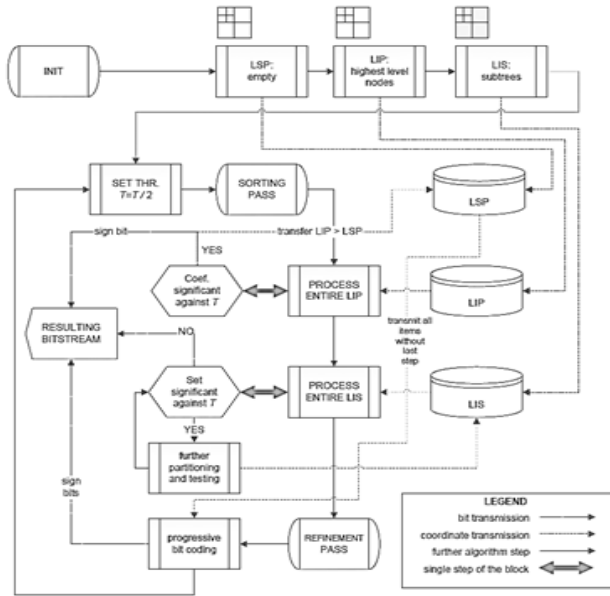 INIT
LSP:
empty
LIP:
highest level
nodes
LIS:
subtrees
SET THR.
T=T/2
SORTING
PASS
LSP
sign bit
transfer LIP > LSP
YES
Coef.
significant
against T
PROCESS
ENTIRE LIP
LIP
RESULTING
BITSTREAM
transmit all
items
without
last
step
NO
Set
significant
against T
PROCESS
ENTIRE LIS
LIS
YES
further
partitioning
and testing
sign
bits
progressive
bit coding
REFINEMENT
PASS
LEGEND
bit transmission
coordinate transmission
further algorithm step
single step of the block